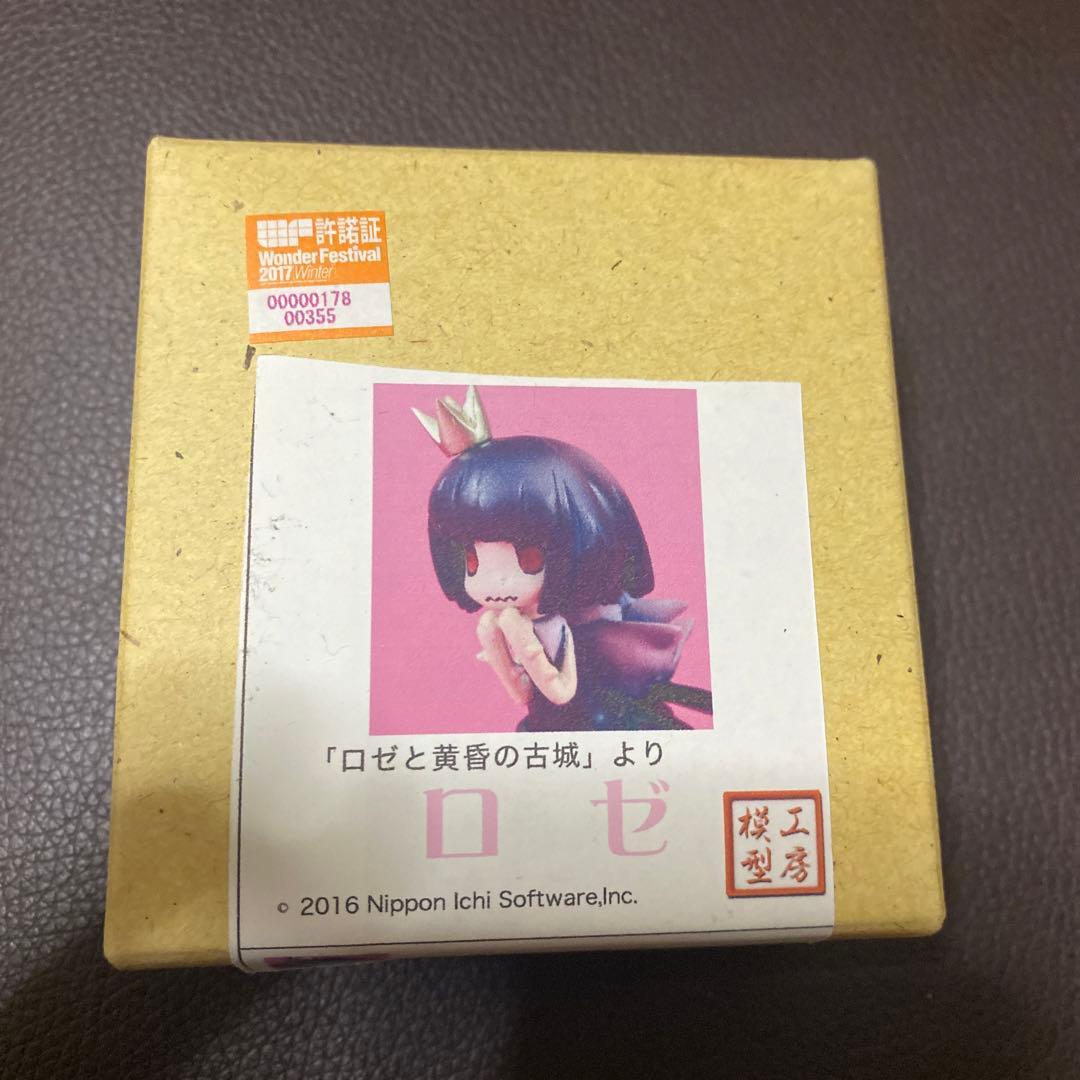 WF 許諾証
Wonder Festival
2017 Winter
00000178
00355
「ロゼと黄昏の古城」より
ロゼ
模型
工房
© 2016 Nippon Ichi Software,Inc.